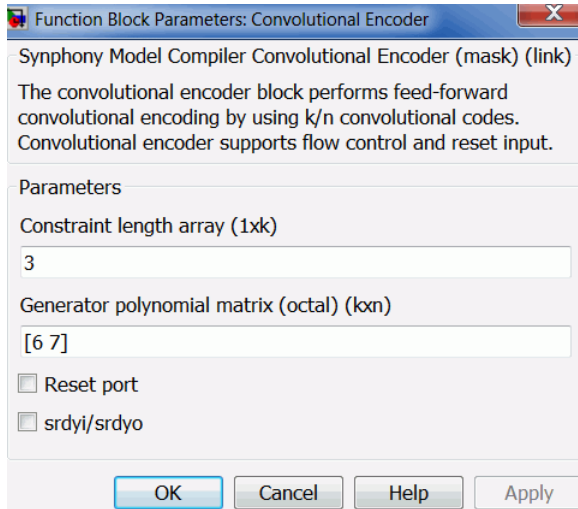 Function Block Parameters: Convolutional Encoder
Synphony Model Compiler Convolutional Encoder (mask) (link)
The convolutional encoder block performs feed-forward
convolutional encoding by using k/n convolutional codes.
Convolutional encoder supports flow control and reset input.
Parameters
Constraint length array (1xk)
3
Generator polynomial matrix (octal) (kxn)
[6 7]
Reset port
srdyi/srdyo
OK Cancel Help Apply